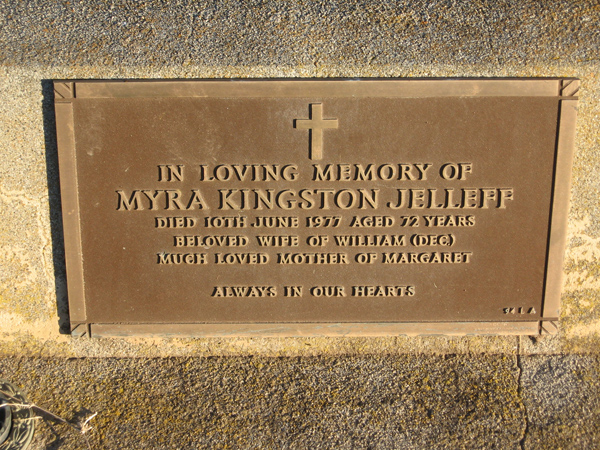 IN LOVING MEMORY OF
MYRA KINGSTON JELLEFF
DIED 10TH JUNE 1977 AGED 72 YEARS
BELOVED WIFE OF WILLIAM (DEC)
MUCH LOVED MOTHER OF MARGARET
ALWAYS IN OUR HEARTS
L A